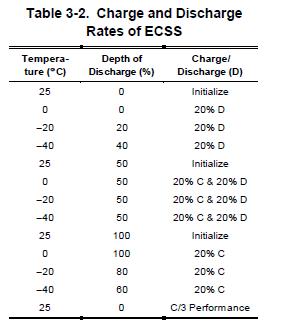 Table 3-2. Charge and Discharge
Rates of ECSS
Tempera-
ture (°C) Depth of
Discharge (%) Charge/
Discharge (D)
25 0 Initialize
0 0 20% D
–20 20 20% D
–40 40 20% D
25 50 Initialize
0 50 20% C & 20% D
–20 50 20% C & 20% D
–40 50 20% C & 20% D
25 100 Initialize
0 100 20% C
–20 80 20% C
–40 60 20% C
25 0 C/3 Performance